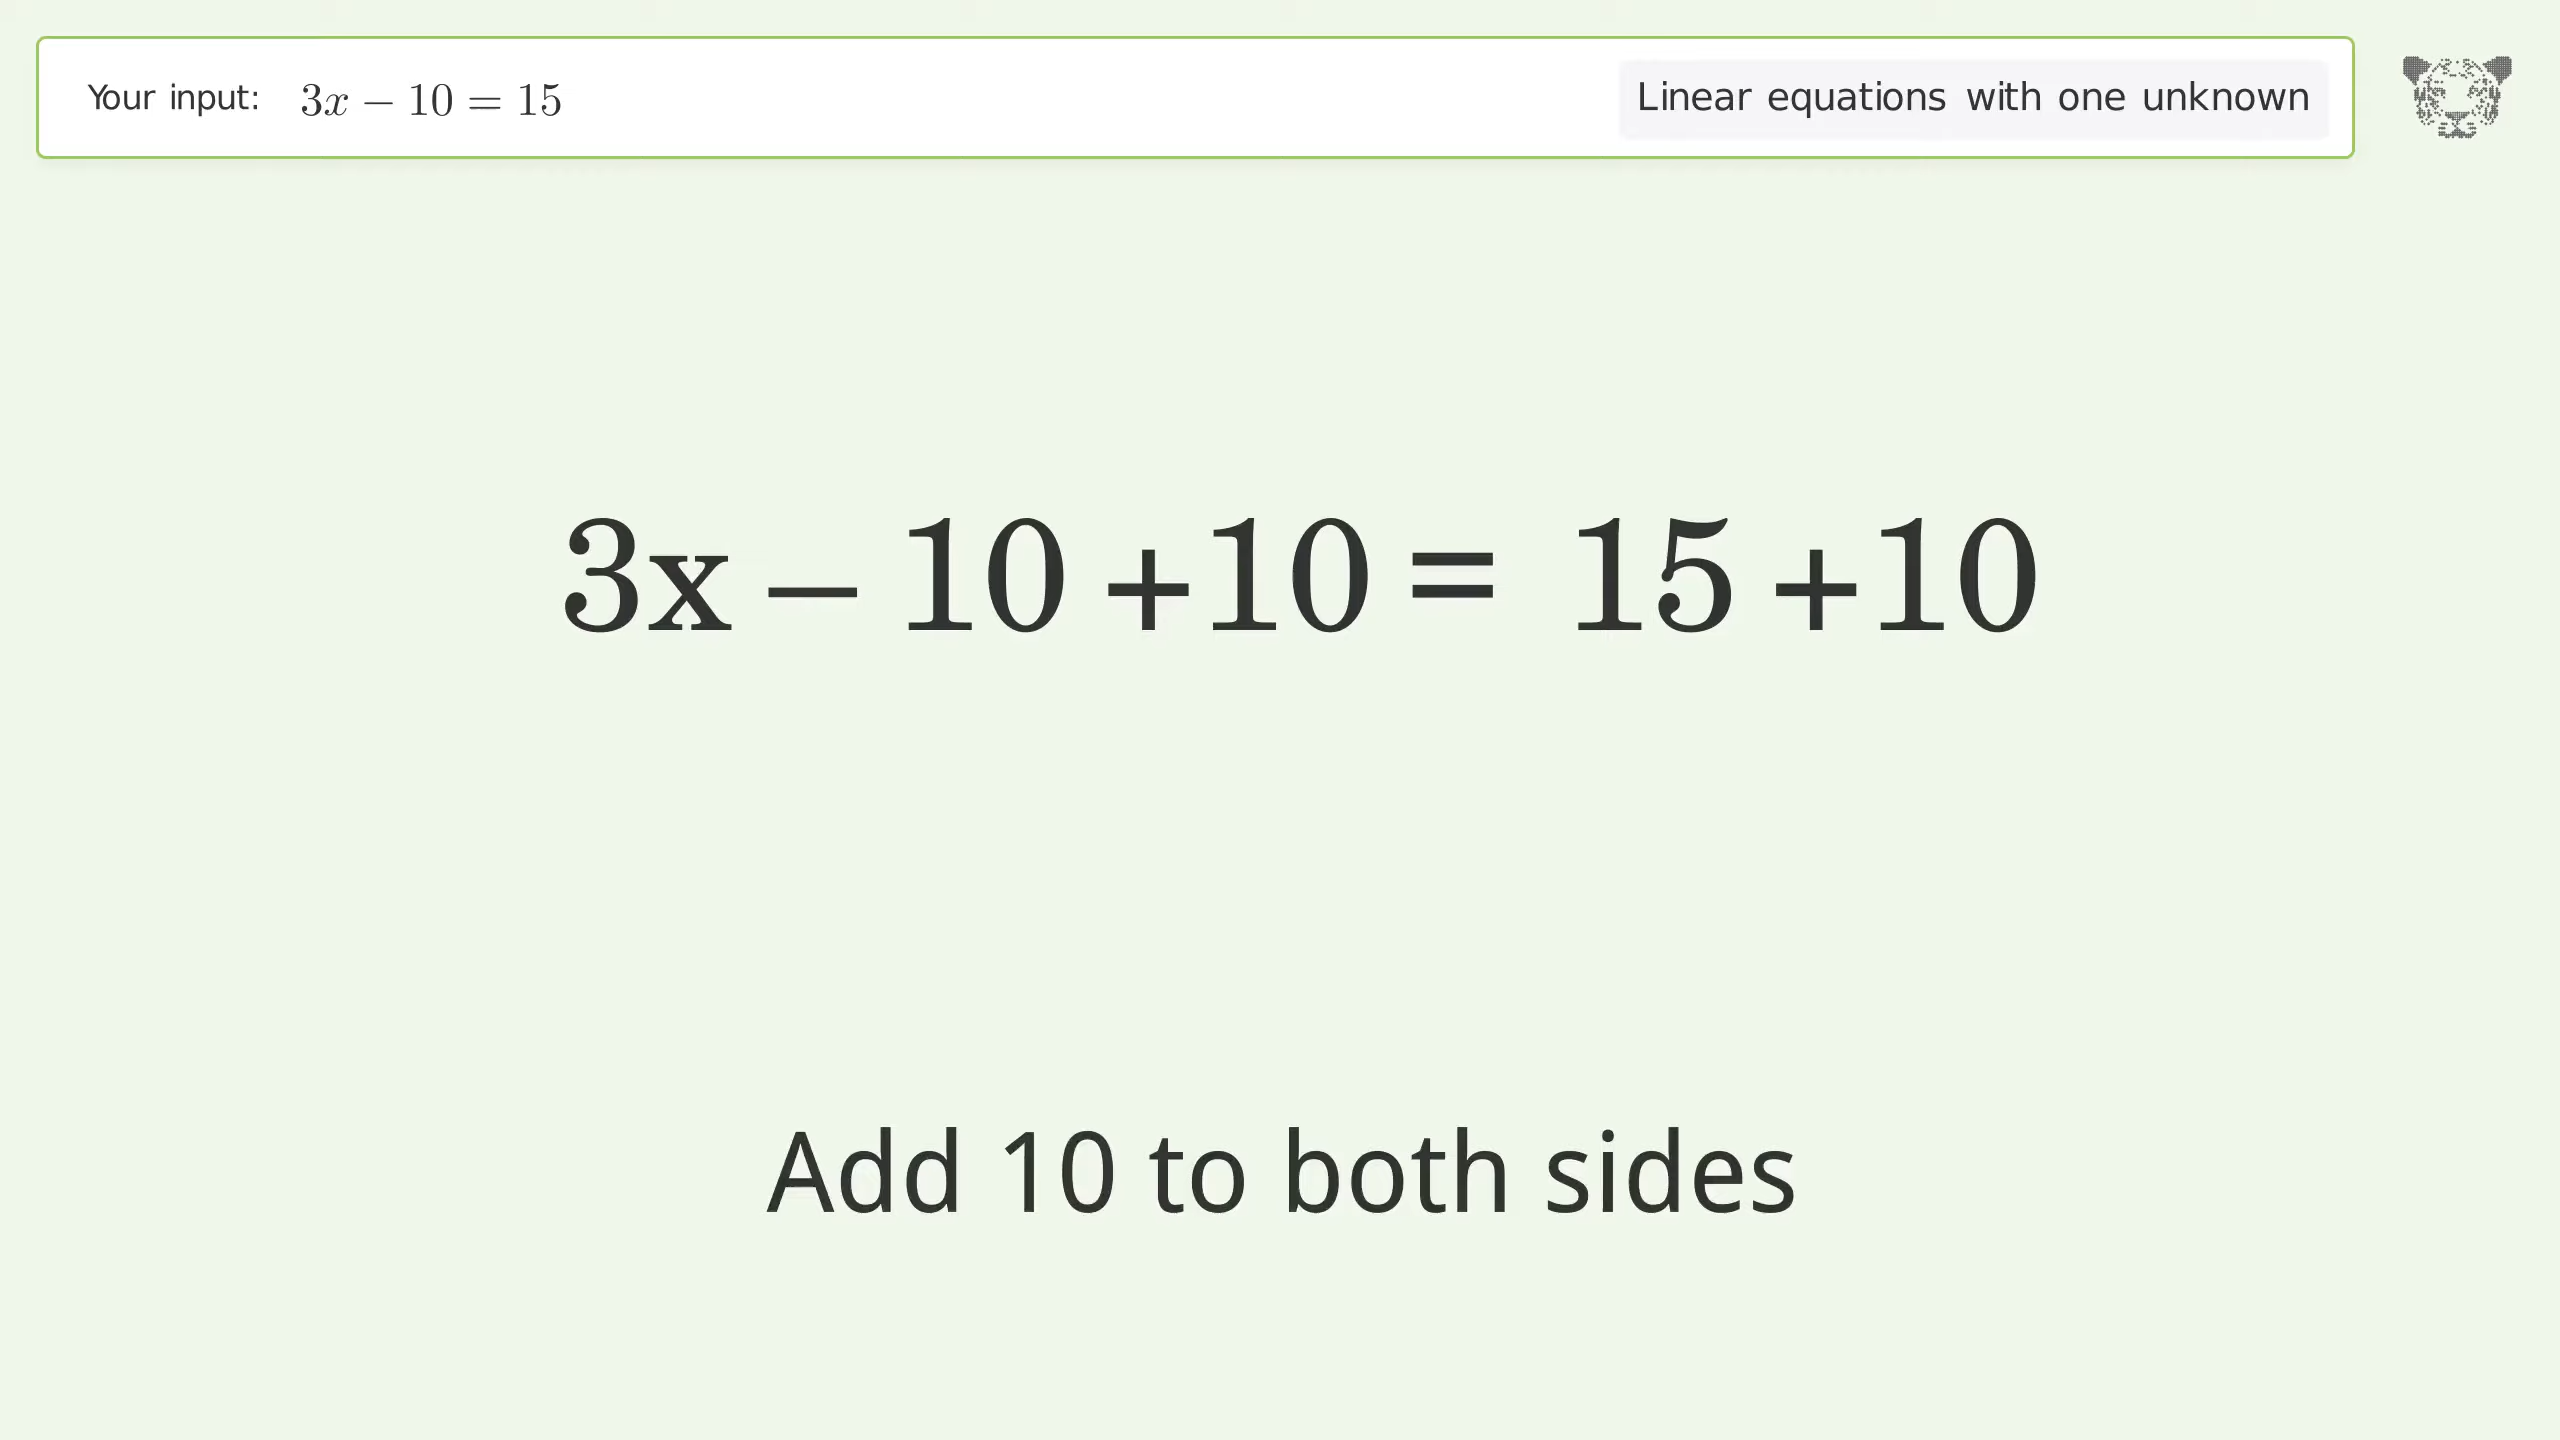 Your input: 3x − 10 = 15
Linear equations with one unknown
3x − 10 +10 = 15 +10
Add 10 to both sides